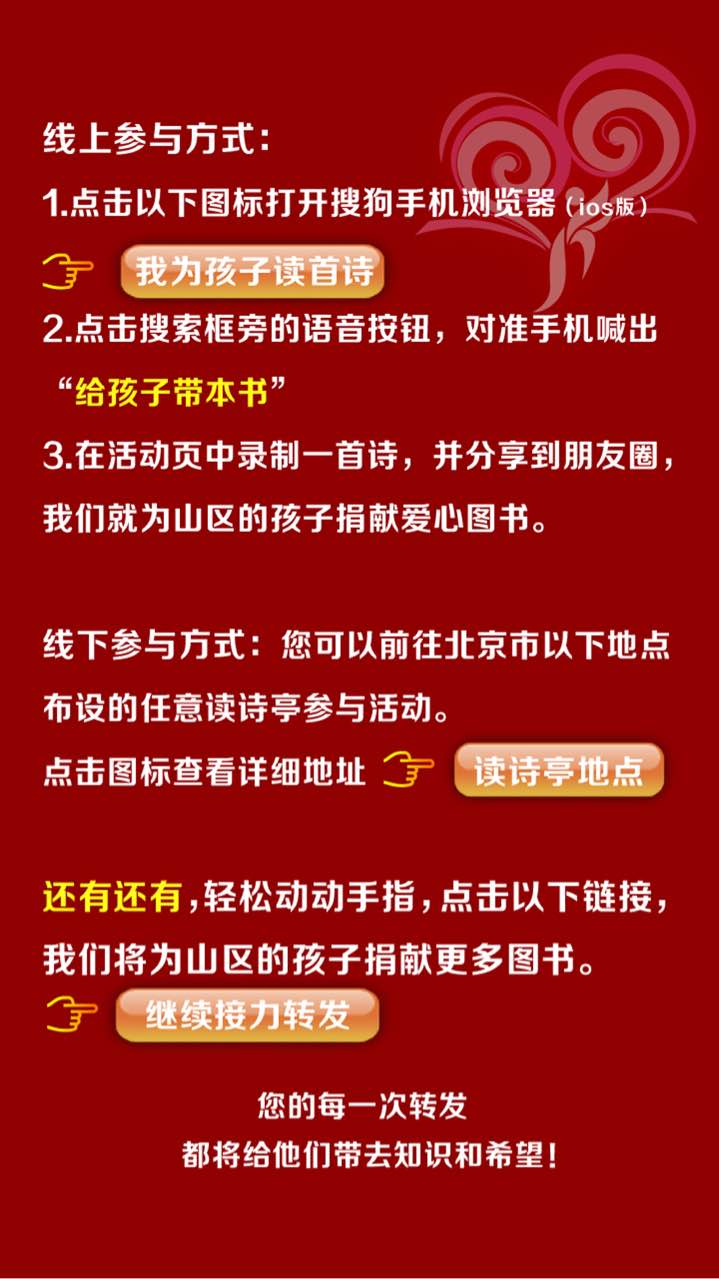 线上参与方式：
1.点击以下图标打开搜狗手机浏览器（ios版）
我为孩子读首诗
2.点击搜索框旁的语音按钮，对准手机喊出
“给孩子带本书”
3.在活动页中录制一首诗，并分享到朋友圈，
我们就为山区的孩子捐献爱心图书。
线下参与方式：您可以前往北京市以下地点
布设的任意读诗亭参与活动。
点击图标查看详细地址 读诗亭地点
还有还有,轻松动动手指,点击以下链接，
我们将为山区的孩子捐献更多图书。
继续接力转发
您的每一次转发
都将给他们带去知识和希望！